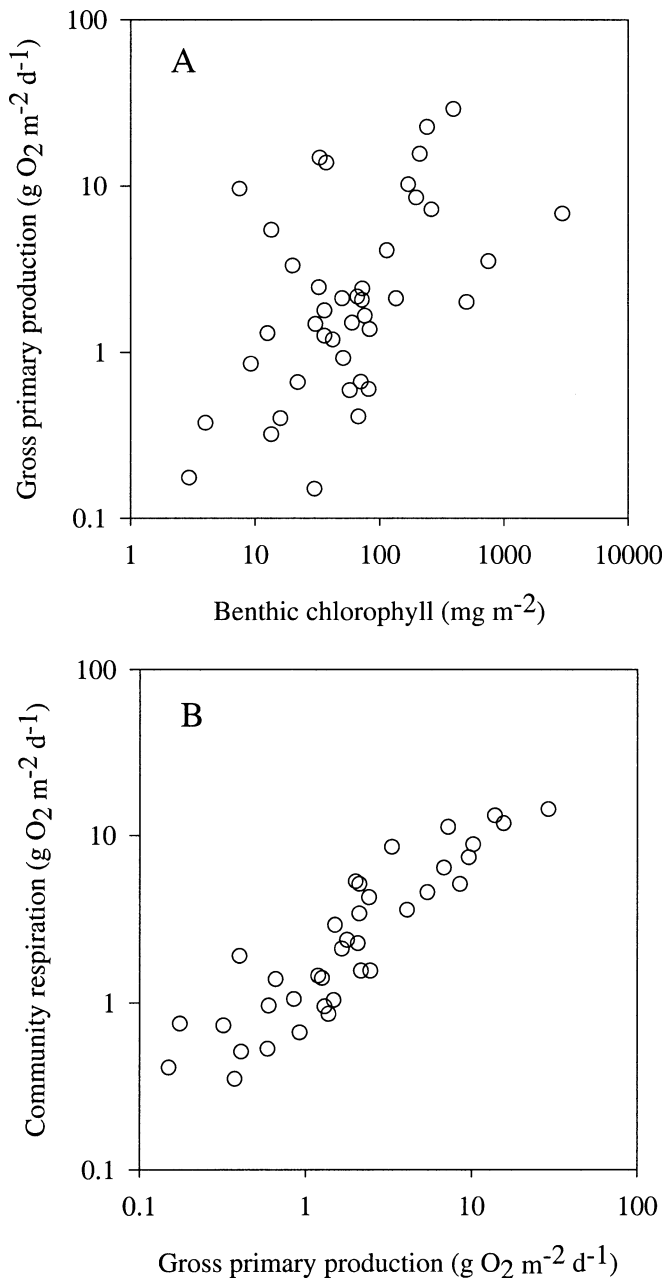 100
A
10
1
0.1
Gross primary production (g O2 m-2 d-1)
1 10 100 1000 10000
Benthic chlorophyll (mg m-2)
100
B
10
1
0.1
Community respiration (g O2 m-2 d-1)
0.1 1 10 100
Gross primary production (g O2 m-2 d-1)